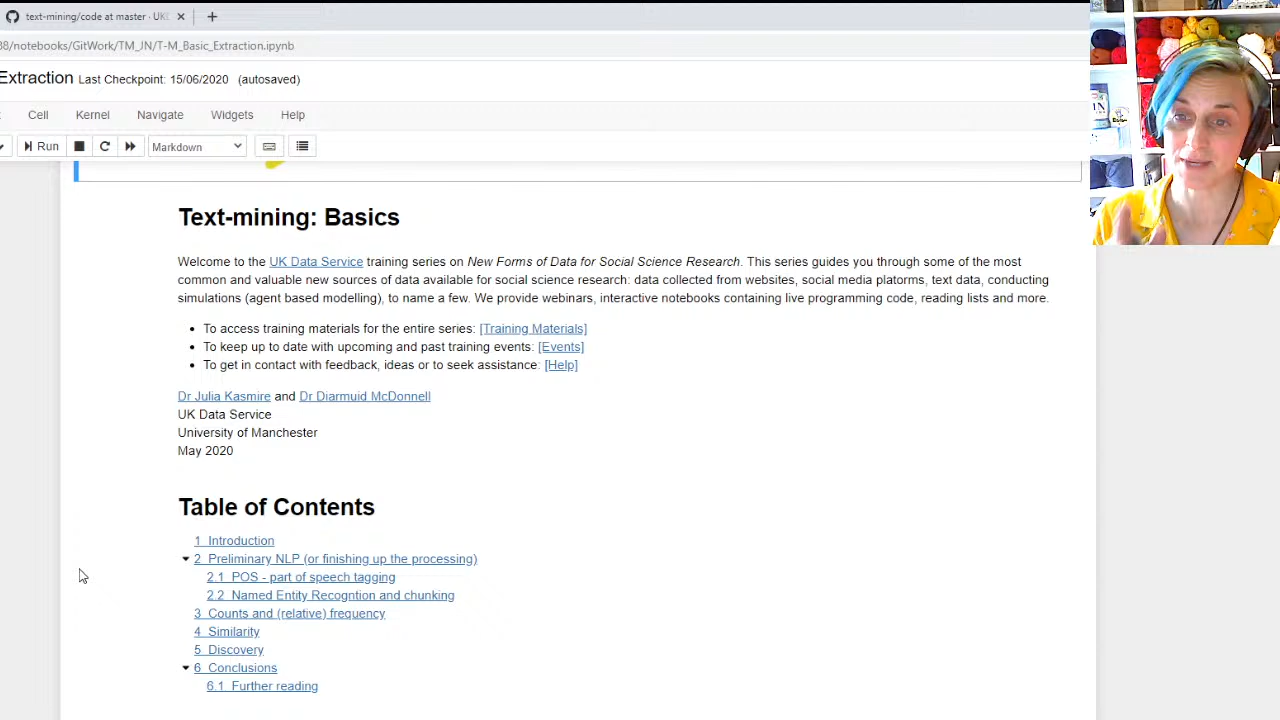 text-mining/code at master · UK
38/notebooks/GitWork/TM_JN/T-M_Basic_Extraction.ipynb
Extraction Last Checkpoint: 15/06/2020 (autosaved)
Cell Kernel Navigate Widgets Help
Run Markdown
Text-mining: Basics
Welcome to the UK Data Service training series on New Forms of Data for Social Science Research. This series guides you through some of the most
common and valuable new sources of data available for social science research: data collected from websites, social media platorms, text data, conducting
simulations (agent based modelling), to name a few. We provide webinars, interactive notebooks containing live programming code, reading lists and more.
• To access training materials for the entire series: [Training Materials]
• To keep up to date with upcoming and past training events: [Events]
• To get in contact with feedback, ideas or to seek assistance: [Help]
Dr Julia Kasmire and Dr Diarmuid McDonnell
UK Data Service
University of Manchester
May 2020
Table of Contents
1 Introduction
2 Preliminary NLP (or finishing up the processing)
2.1 POS - part of speech tagging
2.2 Named Entity Recogntion and chunking
3 Counts and (relative) frequency
4 Similarity
5 Discovery
6 Conclusions
6.1 Further reading